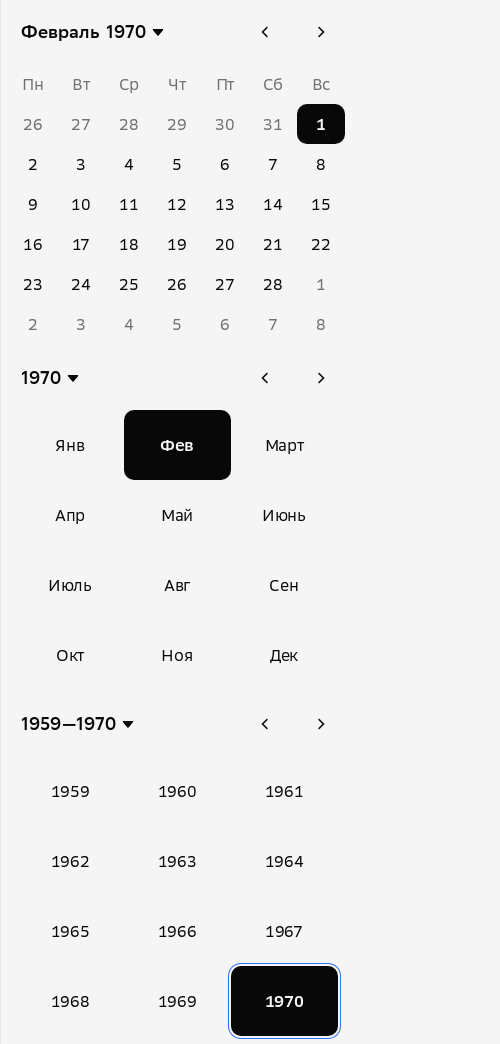 Февраль 1970
Пн Вт Ср Чт Пт Сб Вс
26 27 28 29 30 31 1
2 3 4 5 6 7 8
9 10 11 12 13 14 15
16 17 18 19 20 21 22
23 24 25 26 27 28 1
2 3 4 5 6 7 8
1970
Янв Фев Март
Апр Май Июнь
Июль Авг Сен
Окт Ноя Дек
1959—1970
1959 1960 1961
1962 1963 1964
1965 1966 1967
1968 1969 1970